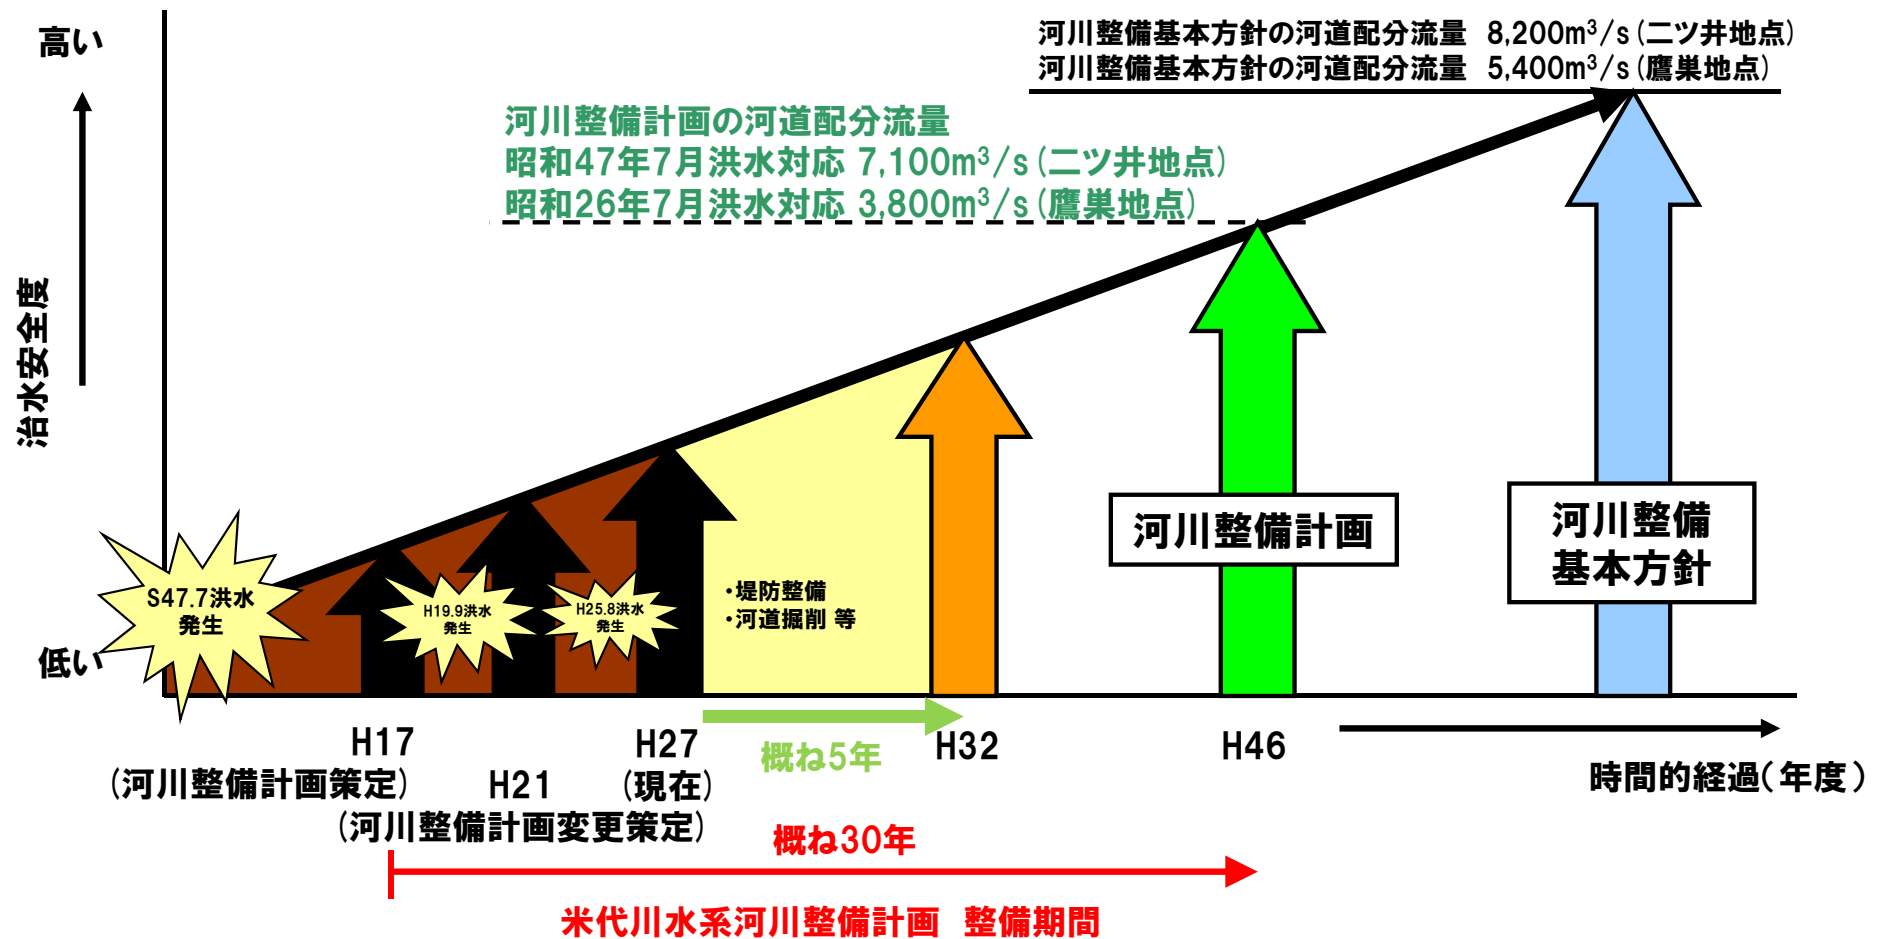 高い
治水安全度
低い
河川整備基本方針の河道配分流量 8,200m³/s(二ツ井地点)
河川整備基本方針の河道配分流量 5,400m³/s(鷹巣地点)
河川整備計画の河道配分流量
昭和47年7月洪水対応 7,100m³/s(二ツ井地点)
昭和26年7月洪水対応 3,800m³/s(鷹巣地点)
河川整備計画
河川整備
基本方針
S47.7洪水
発生
H19.9洪水
発生
H25.8洪水
発生
・堤防整備
・河道掘削 等
H17
(河川整備計画策定)
H21
(河川整備計画変更策定)
H27
(現在)
概ね5年
H32
H46
時間的経過(年度)
概ね30年
米代川水系河川整備計画 整備期間